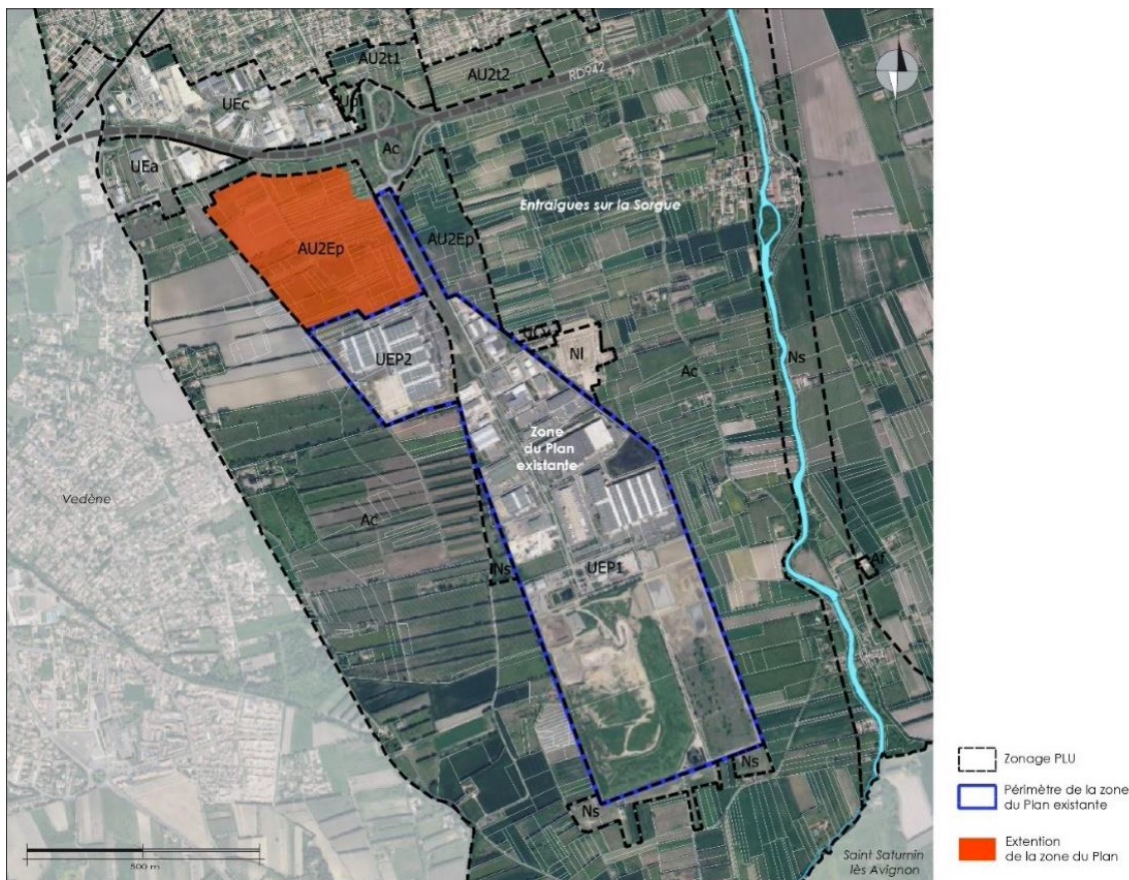 AU2t1
AU2t2
RD942
UEc
UEa
Ac
AU2Ep
AU2Ep
Entraigues sur la Sorgue
UEP2
Nl
Ac
Ns
Zone
du Plan
existante
Vedène
Ac
Ns
UEP1
Af
Ns
Ns
500 m
Saint Saturnin
lès Avignon
Zonage PLU
Périmètre de la zone
du Plan existante
Extention
de la zone du Plan